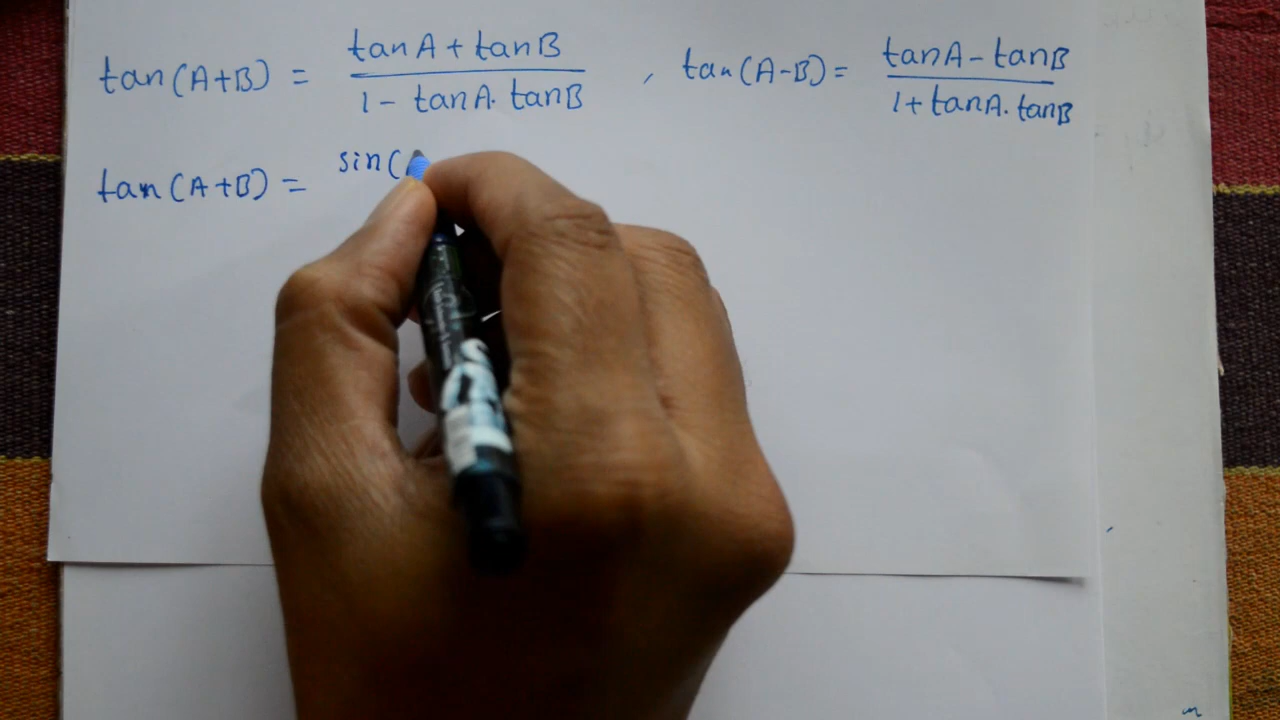 tan(A+B) = tanA + tanB / 1 - tanA. tanB , tan(A-B) = tanA - tanB / 1 + tanA. tanB
tan(A+B) = sin(